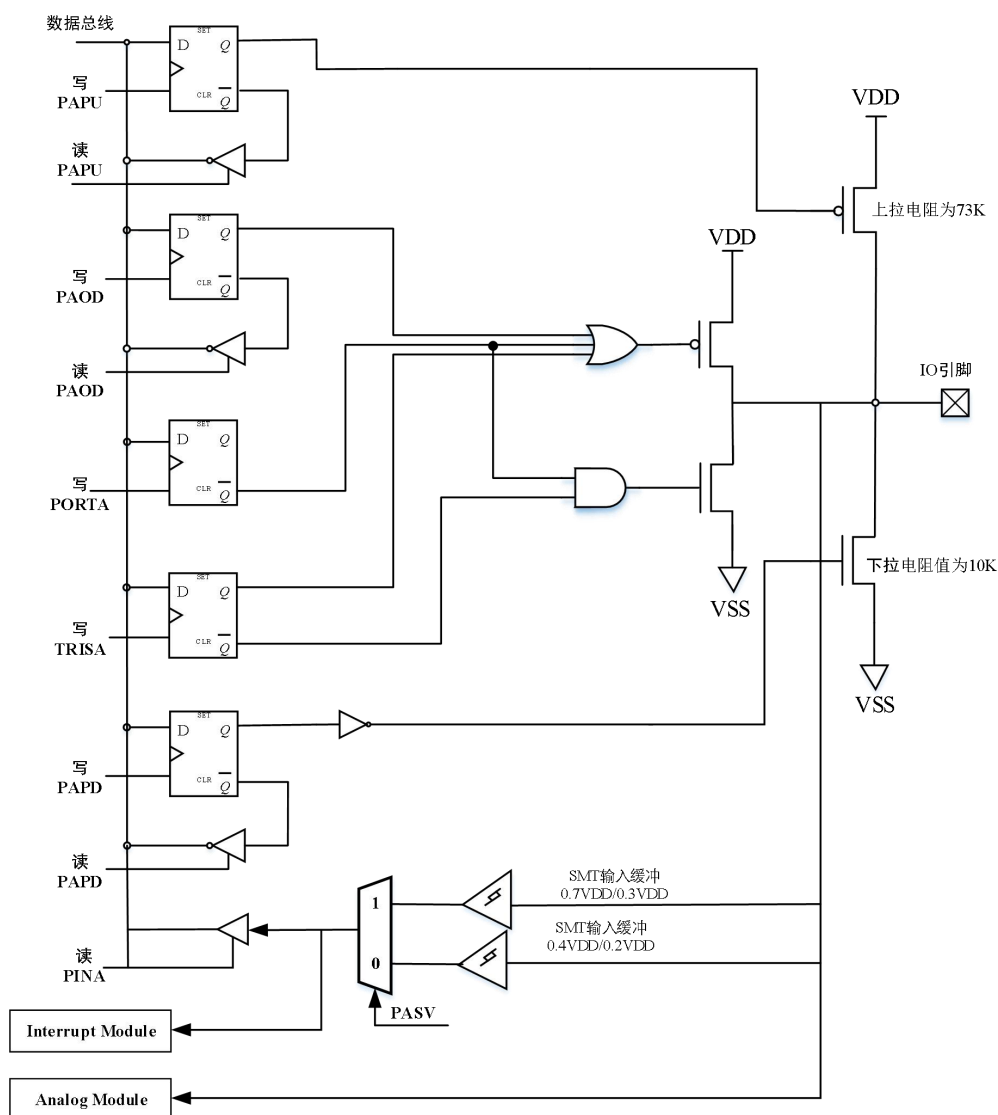 数据总线
SET
D
Q
写
PAPU
CLR
Q
读
PAPU
VDD
上拉电阻为73K
SET
D
Q
写
PAOD
CLR
Q
读
PAOD
VDD
IO引脚
SET
D
Q
写
PORTA
CLR
Q
SET
D
Q
写
TRISA
CLR
Q
VSS
下拉电阻值为10K
VSS
SET
D
Q
写
PAPD
CLR
Q
读
PAPD
SMT输入缓冲
0.7VDD/0.3VDD
1
SMT输入缓冲
0.4VDD/0.2VDD
0
读
PINA
PASV
Interrupt Module
Analog Module